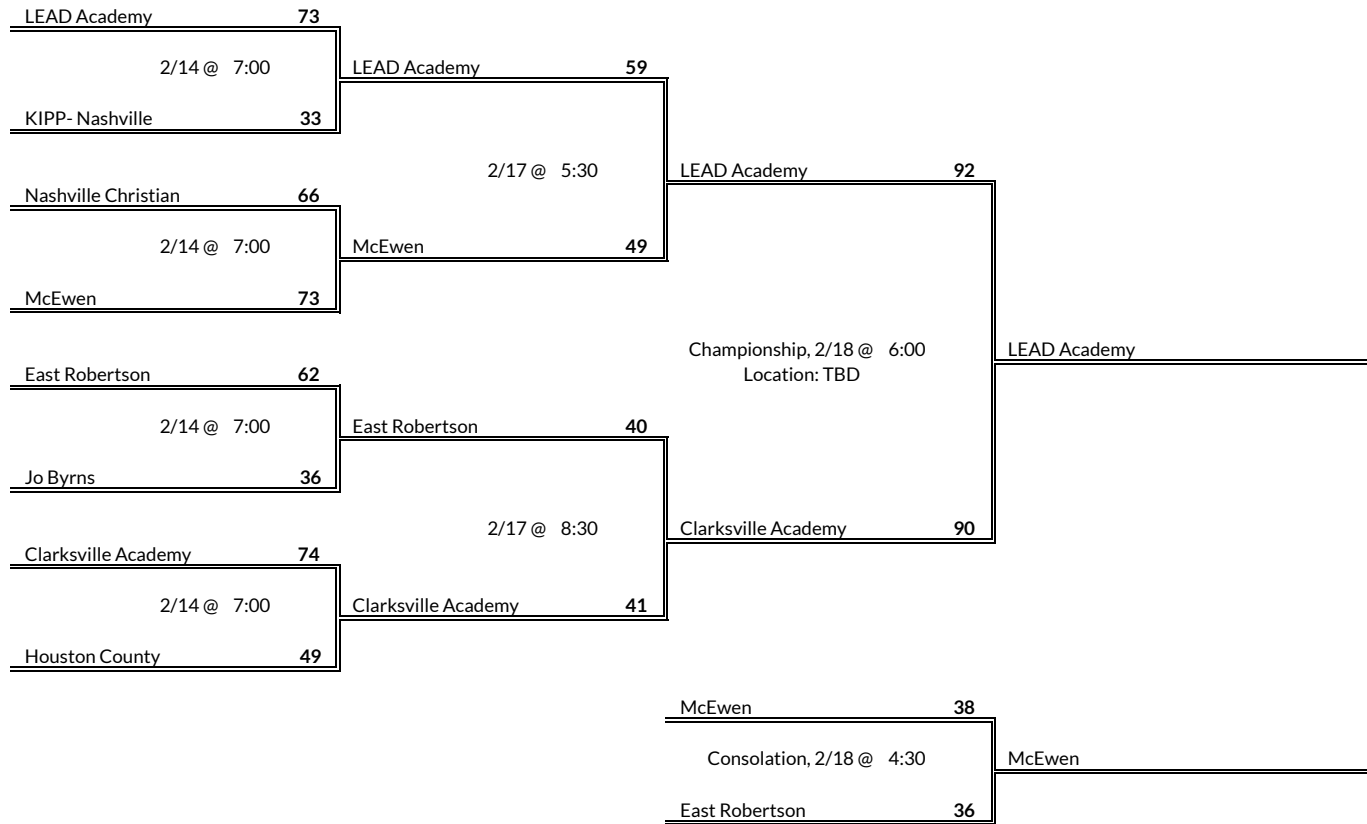 LEAD Academy 73
2/14 @ 7:00
KIPP- Nashville 33
Nashville Christian 66
2/14 @ 7:00
McEwen 73
East Robertson 62
2/14 @ 7:00
Jo Byrns 36
Clarksville Academy 74
2/14 @ 7:00
Houston County 49
LEAD Academy 59
2/17 @ 5:30
McEwen 49
East Robertson 40
2/17 @ 8:30
Clarksville Academy 41
LEAD Academy 92
Championship, 2/18 @ 6:00
Location: TBD
Clarksville Academy 90
LEAD Academy
McEwen 38
Consolation, 2/18 @ 4:30
East Robertson 36
McEwen